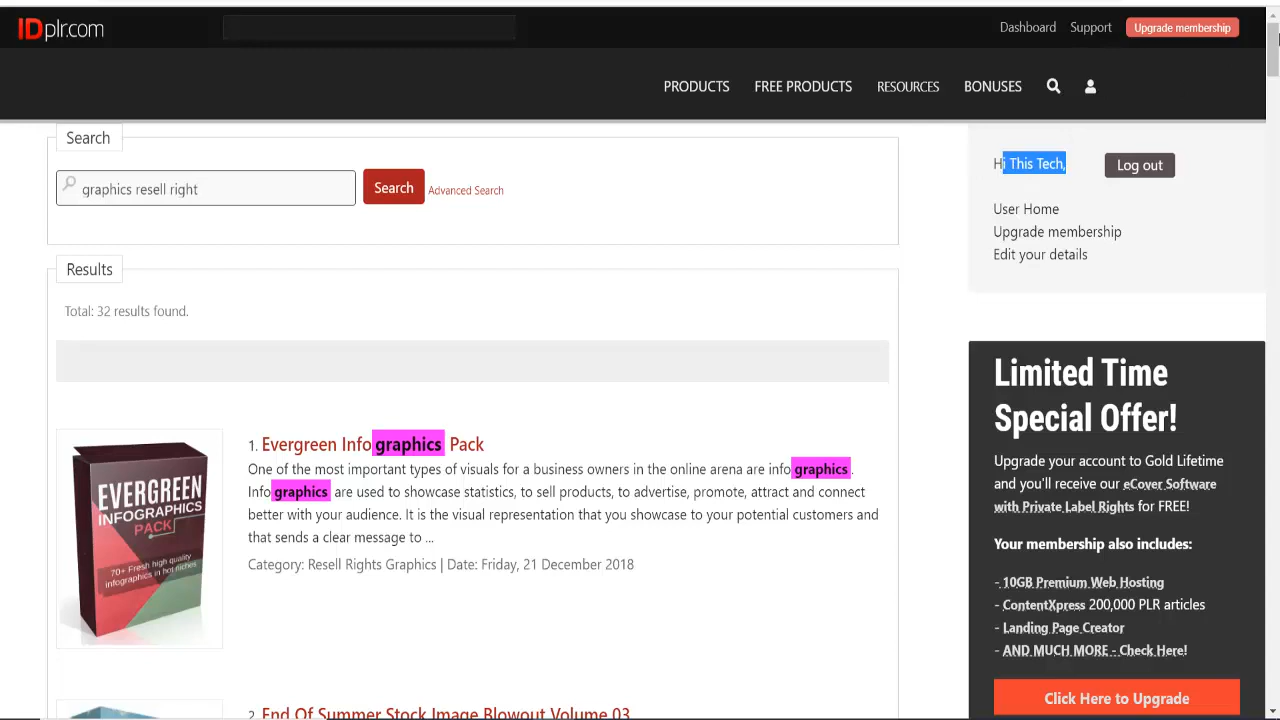 IDplr.com
Dashboard Support Upgrade membership
PRODUCTS FREE PRODUCTS RESOURCES BONUSES
Search
graphics resell right Search Advanced Search
Hi This Tech, Log out
User Home
Upgrade membership
Edit your details
Results
Total: 32 results found.
1. Evergreen Infographics Pack
One of the most important types of visuals for a business owners in the online arena are infographics.
Infographics are used to showcase statistics, to sell products, to advertise, promote, attract and connect
better with your audience. It is the visual representation that you showcase to your potential customers and
that sends a clear message to ...
Category: Resell Rights Graphics | Date: Friday, 21 December 2018
EVERGREEN
INFOGRAPHICS
PACK
70+ Fresh high quality
infographics in hot niches
2. End Of Summer Stock Image Blowout Volume 03
Limited Time
Special Offer!
Upgrade your account to Gold Lifetime
and you'll receive our eCover Software
with Private Label Rights for FREE!
Your membership also includes:
- 10GB Premium Web Hosting
- ContentXpress 200,000 PLR articles
- Landing Page Creator
- AND MUCH MORE - Check Here!
Click Here to Upgrade